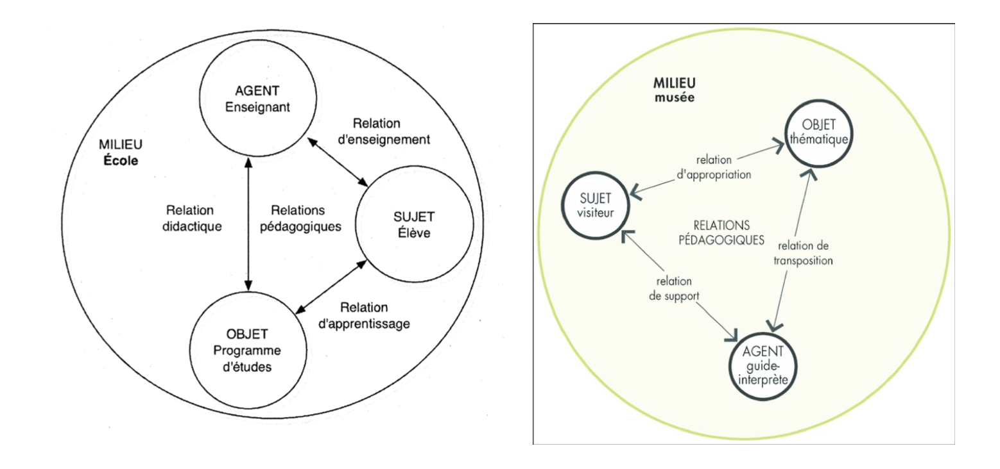 AGENT
Enseignant
Relation
d'enseignement
MILIEU
École
Relation
didactique
Relations
pédagogiques
SUJET
Élève
Relation
d'apprentissage
OBJET
Programme
d'études
MILIEU
musée
OBJET
thématique
relation
d'appropriation
SUJET
visiteur
RELATIONS
PÉDAGOGIQUES
relation de
transposition
relation
de support
AGENT
guide-
interprète